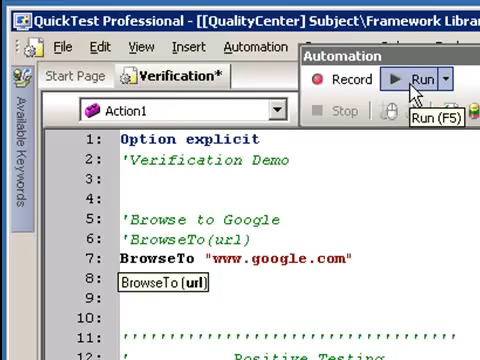 QuickTest Professional - [[QualityCenter] Subject\Framework Librar
File Edit View Insert Automation
Automation
Start Page Verification*
Record Run
Action1
Stop
Run (F5)
Available Keywords
1: Option explicit
2: 'Verification Demo
3:
4:
5: 'Browse to Google
6: 'BrowseTo(url)
7: BrowseTo "www.google.com"
8:
BrowseTo (url)
9:
10:
11: '''''''''''''''''''''''''''''''''''
12: ' Positive Testing